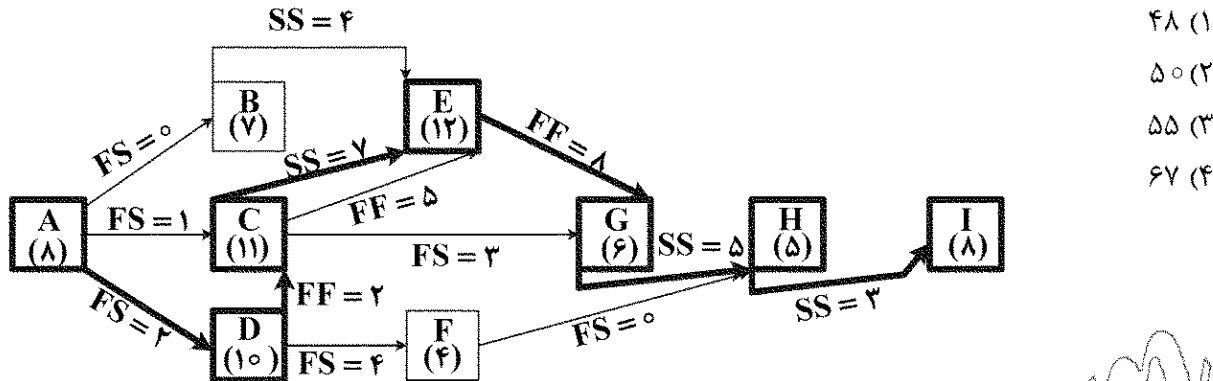 SS = ۴
۱) ۴۸
B
(۷)
E
(۱۲)
۲) ۵۰
FS = ۰
FF = ۸
۳) ۵۵
SS = ۷
FF = ۵
۴) ۶۷
A
(۸)
FS = ۱
C
(۱۱)
FS = ۳
G
(۶)
SS = ۵
H
(۵)
I
(۸)
FS = ۲
FF = ۲
SS = ۳
D
(۱۰)
FS = ۴
F
(۴)
FS = ۰